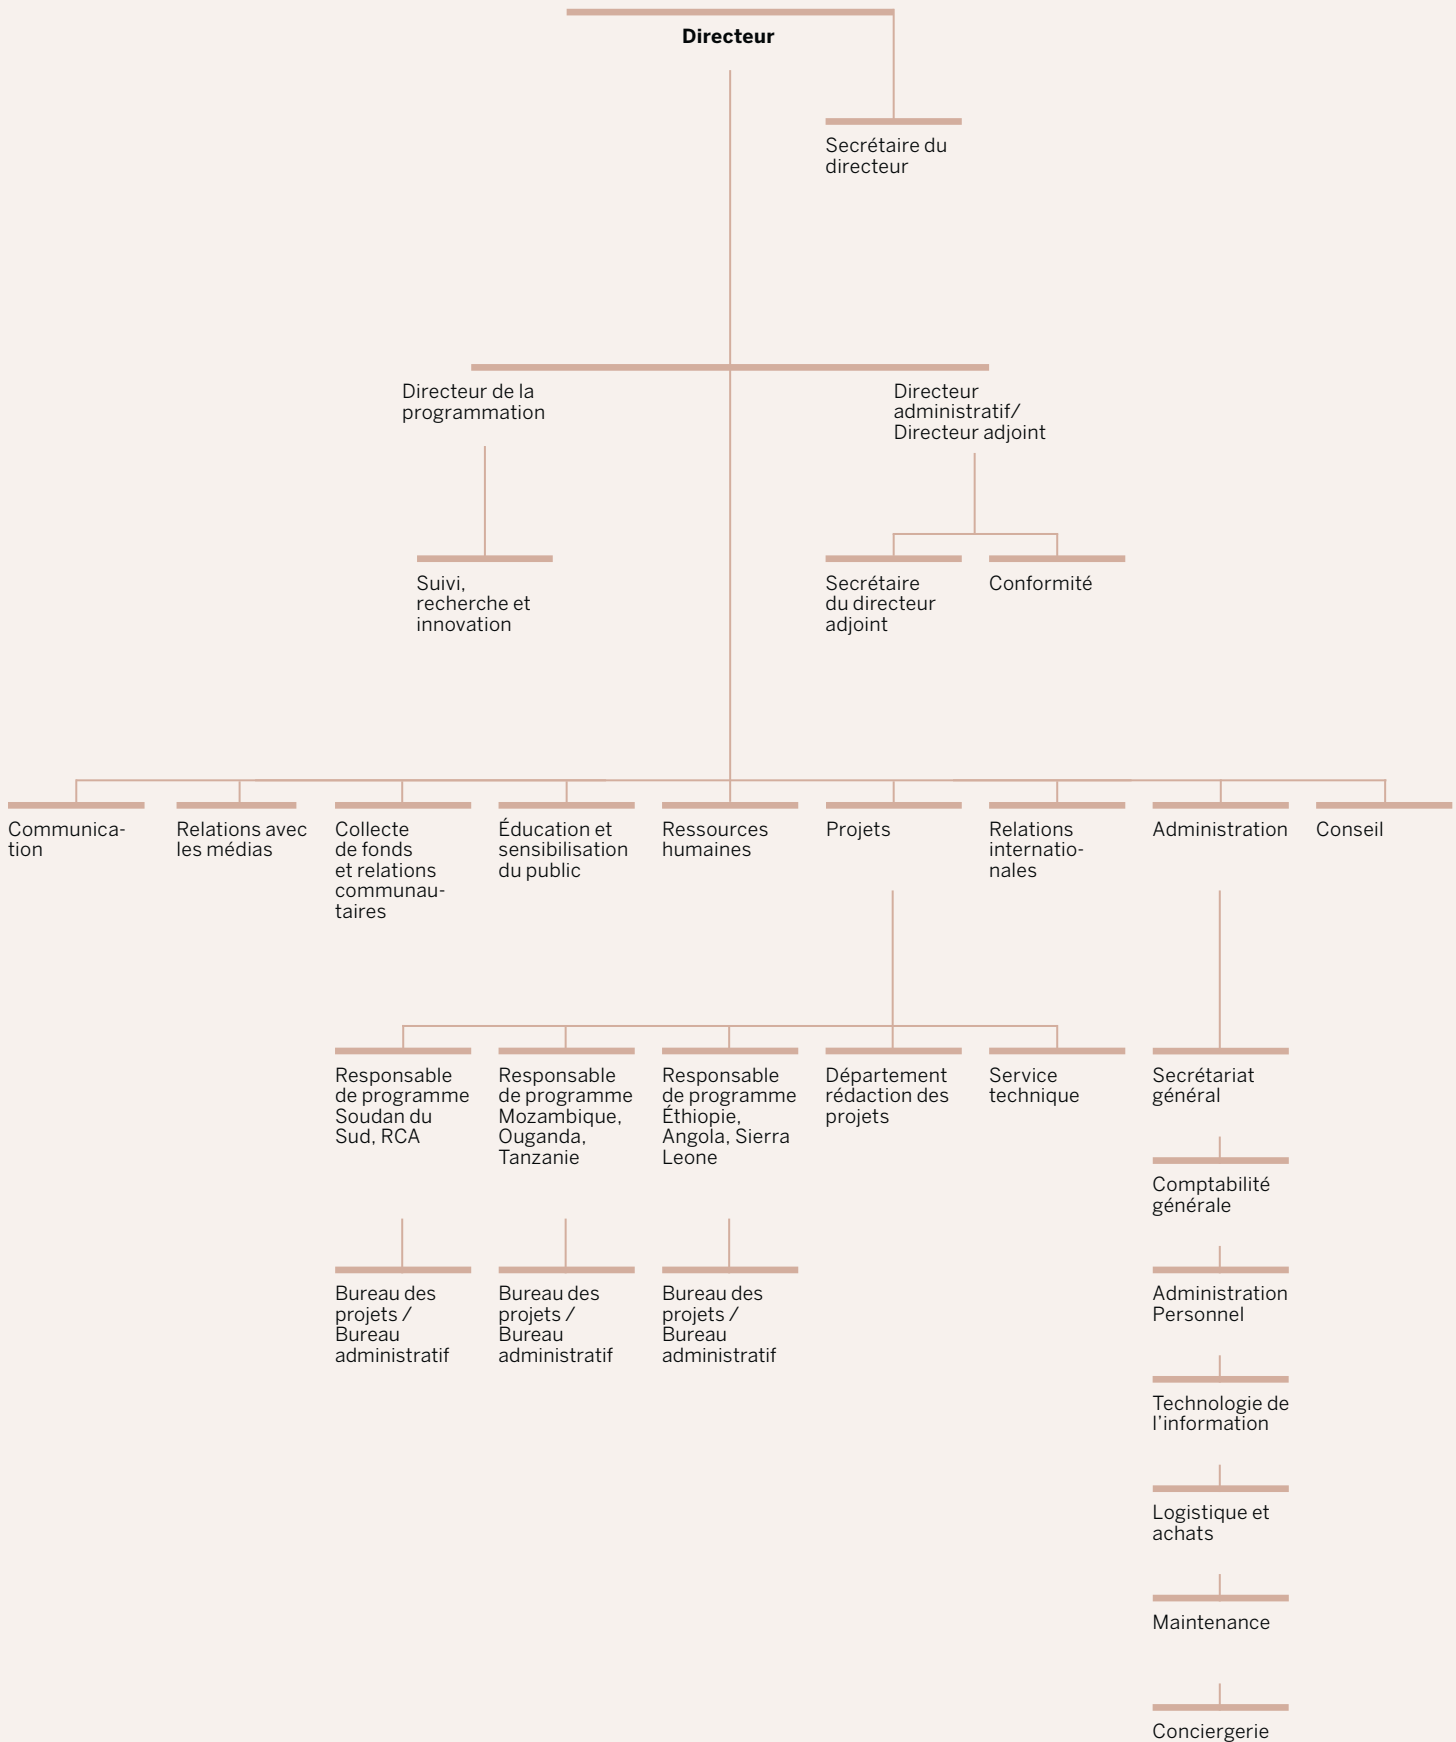 Directeur
Secrétaire du
directeur
Directeur de la
programmation
Directeur
administratif/
Directeur adjoint
Suivi,
recherche et
innovation
Secrétaire
du directeur
adjoint
Conformité
Communica-
tion
Relations avec
les médias
Collecte
de fonds
et relations
communau-
taires
Éducation et
sensibilisation
du public
Ressources
humaines
Projets
Relations
internatio-
nales
Administration
Conseil
Responsable
de programme
Soudan du
Sud, RCA
Responsable
de programme
Mozambique,
Ouganda,
Tanzanie
Responsable
de programme
Éthiopie,
Angola, Sierra
Leone
Département
rédaction des
projets
Service
technique
Secrétariat
général
Comptabilité
générale
Bureau des
projets /
Bureau
administratif
Bureau des
projets /
Bureau
administratif
Bureau des
projets /
Bureau
administratif
Administration
Personnel
Technologie de
l’information
Logistique et
achats
Maintenance
Conciergerie